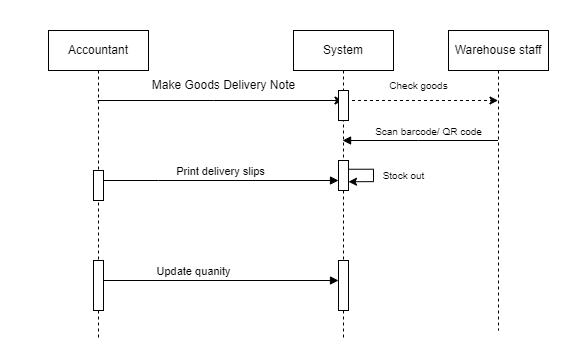 Accountant
System
Warehouse staff
Make Goods Delivery Note
Check goods
Scan barcode/ QR code
Print delivery slips
Stock out
Update quanity